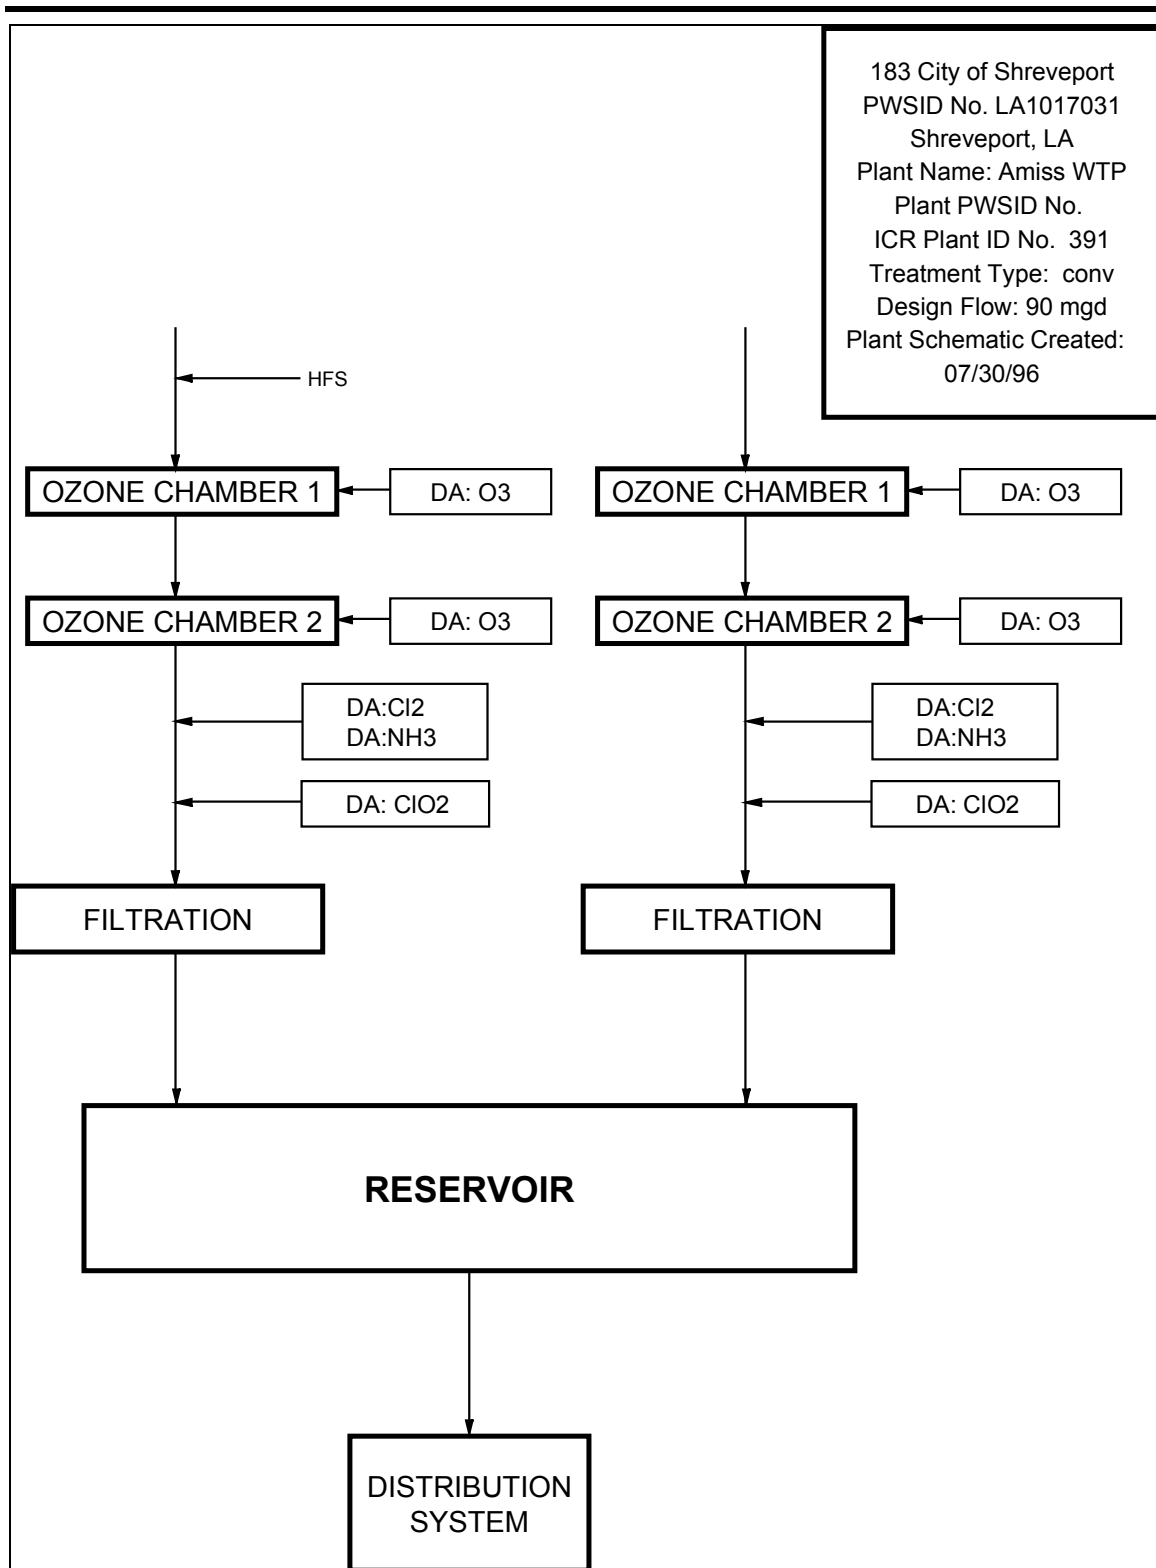 183 City of Shreveport
PWSID No. LA1017031
Shreveport, LA
Plant Name: Amiss WTP
Plant PWSID No.
ICR Plant ID No. 391
Treatment Type: conv
Design Flow: 90 mgd
Plant Schematic Created:
07/30/96
HFS
OZONE CHAMBER 1
DA: O3
OZONE CHAMBER 1
DA: O3
OZONE CHAMBER 2
DA: O3
OZONE CHAMBER 2
DA: O3
DA:Cl2
DA:NH3
DA:Cl2
DA:NH3
DA: ClO2
DA: ClO2
FILTRATION
FILTRATION
RESERVOIR
DISTRIBUTION
SYSTEM